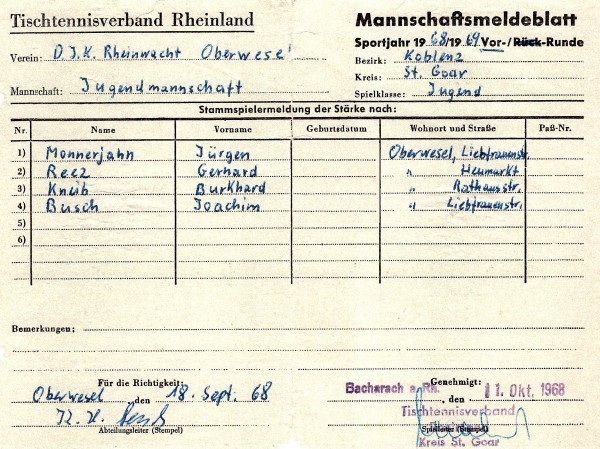 Tischtennisverband Rheinland
Mannschaftsmeldeblatt
Sportjahr 1968/1969 Vor-/Rück-Runde
Verein: D.J.K. Rheinwacht Oberwesel
Bezirk: Koblenz
Kreis: St. Goar
Mannschaft: Jugendmannschaft
Spielklasse: Jugend
Stammspielermeldung der Stärke nach:
Nr. Name Vorname Geburtsdatum Wohnort und Straße Paß-Nr.
1) Monnerjahn Jürgen Oberwesel, Liebfrauenstr.
2) Reez Gerhard " Heumarkt
3) Kneib Burkhard Rathausstr.
4) Busch Joachim " Liebfrauenstr.
5)
6)
Bemerkungen:
Für die Richtigkeit:
Genehmigt:
Oberwesel, den 18. Sept. 68
Bacharach a. Rh., den 11. Okt. 1968
K. H.
Abteilungsleiter (Stempel)
Tischtennisverband
(Stempel)
Kreis St. Goar